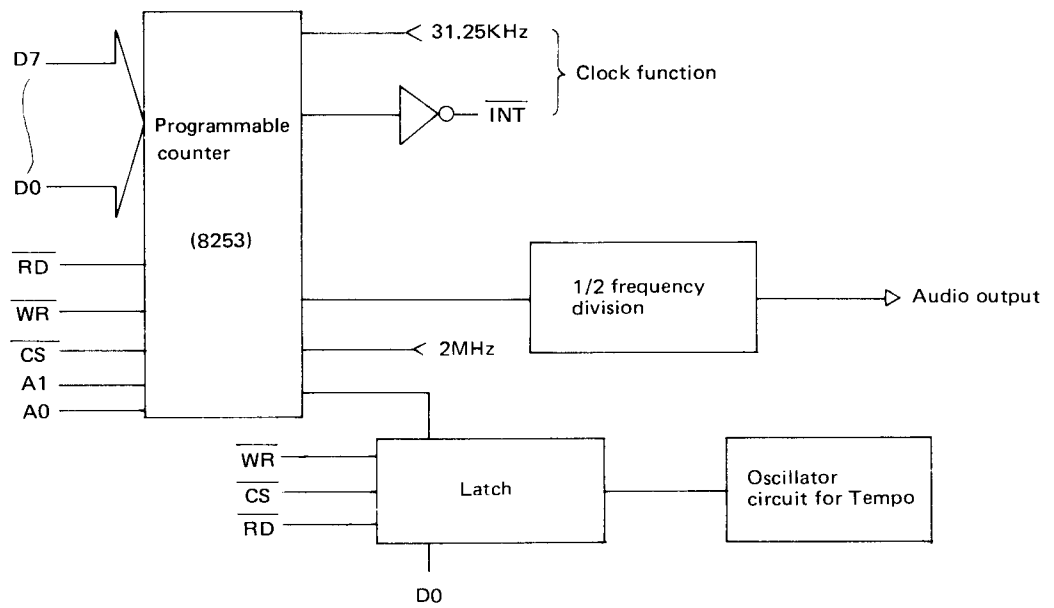 31.25KHz
D7
Clock function
INT
Programmable
counter
D0
(8253)
RD
1/2 frequency
division
Audio output
WR
CS
2MHz
A1
A0
WR
CS
RD
Latch
Oscillator
circuit for Tempo
D0